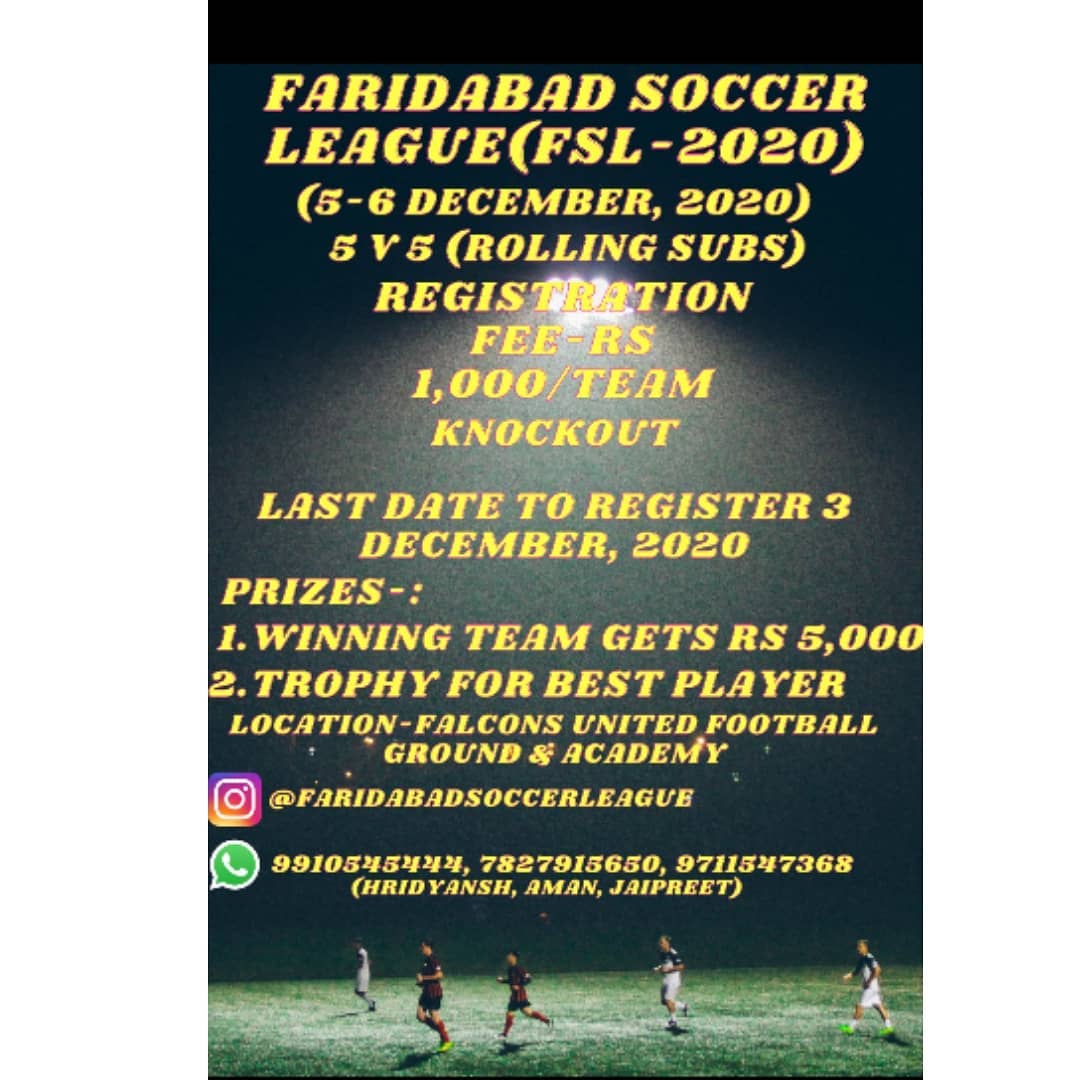 FARIDABAD SOCCER
LEAGUE(FSL-2020)
(5-6 DECEMBER, 2020)
5 V 5 (ROLLING SUBS)
REGISTRATION
FEE-RS
1,000/TEAM
KNOCKOUT
LAST DATE TO REGISTER 3
DECEMBER, 2020
PRIZES-:
1. WINNING TEAM GETS RS 5,000
2. TROPHY FOR BEST PLAYER
LOCATION-FALCONS UNITED FOOTBALL
GROUND & ACADEMY
@FARIDABADSOCCERLEAGUE
9910545444, 7827915650, 9711547368
(HRIDYANSH, AMAN, JAIPREET)